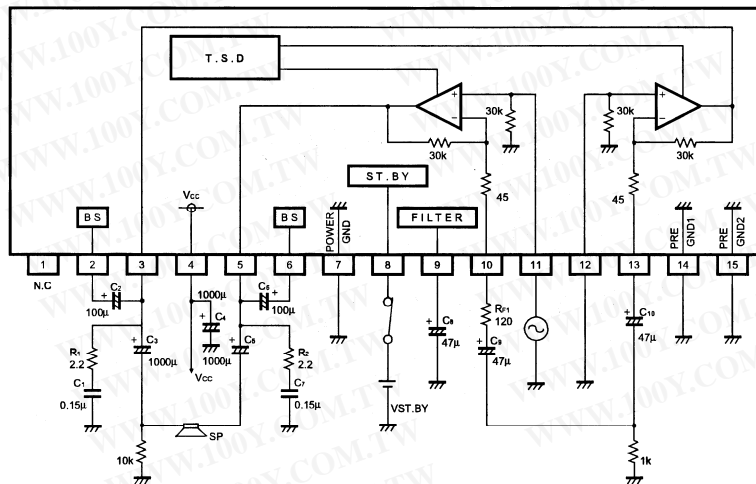 WWW.100Y.COM.TW
T.S.D
30k
30k
30k
30k
ST.BY
45
45
VCC
BS
BS
FILTER
POWER GND
PRE GND1
PRE GND2
1
2
3
4
5
6
7
8
9
10
11
12
13
14
15
N.C
C2
100μ
1000μ
C4
1000μ
C6
100μ
R1
2.2
C3
1000μ
VCC
C5
R2
2.2
C8
47μ
RF1
120
C9
47μ
C10
47μ
C1
0.15μ
C7
0.15μ
VST.BY
SP
10k
1k